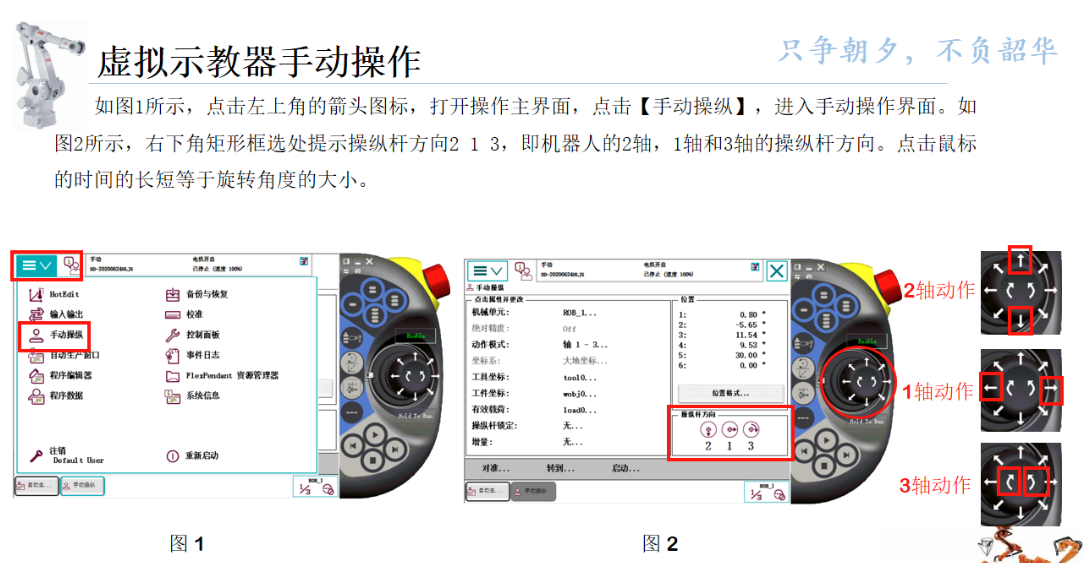 只争朝夕，不负韶华
虚拟示教器手动操作
如图1所示，点击左上角的箭头图标，打开操作主界面，点击【手动操纵】，进入手动操作界面。如
图2所示，右下角矩形框选处提示操纵杆方向2 1 3，即机器人的2轴，1轴和3轴的操纵杆方向。点击鼠标
的时间的长短等于旋转角度的大小。
手动
电机开启
已停止 (速度 100%)
HotEdit
备份与恢复
输入输出
校准
手动操纵
控制面板
自动生产窗口
事件日志
程序编辑器
FlexPendant 资源管理器
程序数据
系统信息
注销
Default User
重新启动
自动生...
手动操纵
ROB_1
Enable
Hold To Run
图 1
手动
电机开启
已停止 (速度 100%)
手动操纵
点击属性并更改
机械单元: ROB_1...
绝对精度: Off
动作模式: 轴 1 - 3...
坐标系: 大地坐标...
工具坐标: tool0...
工件坐标: wobj0...
有效载荷: load0...
操纵杆锁定: 无...
增量: 无...
位置
1: 0.80 °
2: -5.65 °
3: 11.54 °
4: 9.53 °
5: 30.00 °
6: 0.00 °
位置格式...
操纵杆方向
2 1 3
对准... 转到... 启动...
自动生...
手动操纵
ROB_1
Enable
Hold To Run
图 2
2轴动作
1轴动作
3轴动作